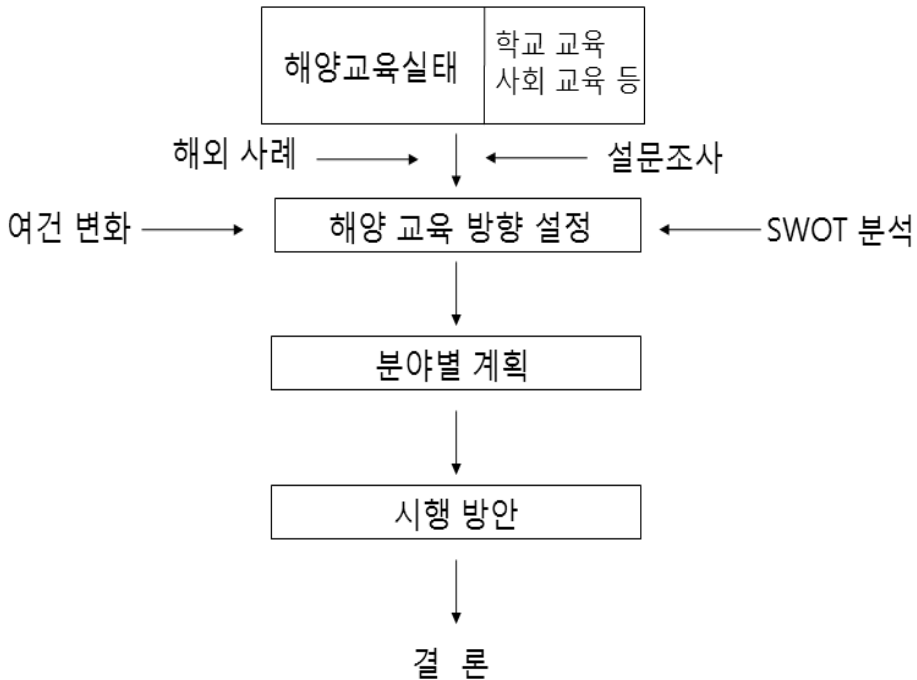 해양교육실태
학교 교육
사회 교육 등
해외 사례
설문조사
여건 변화
해양 교육 방향 설정
SWOT 분석
분야별 계획
시행 방안
결 론